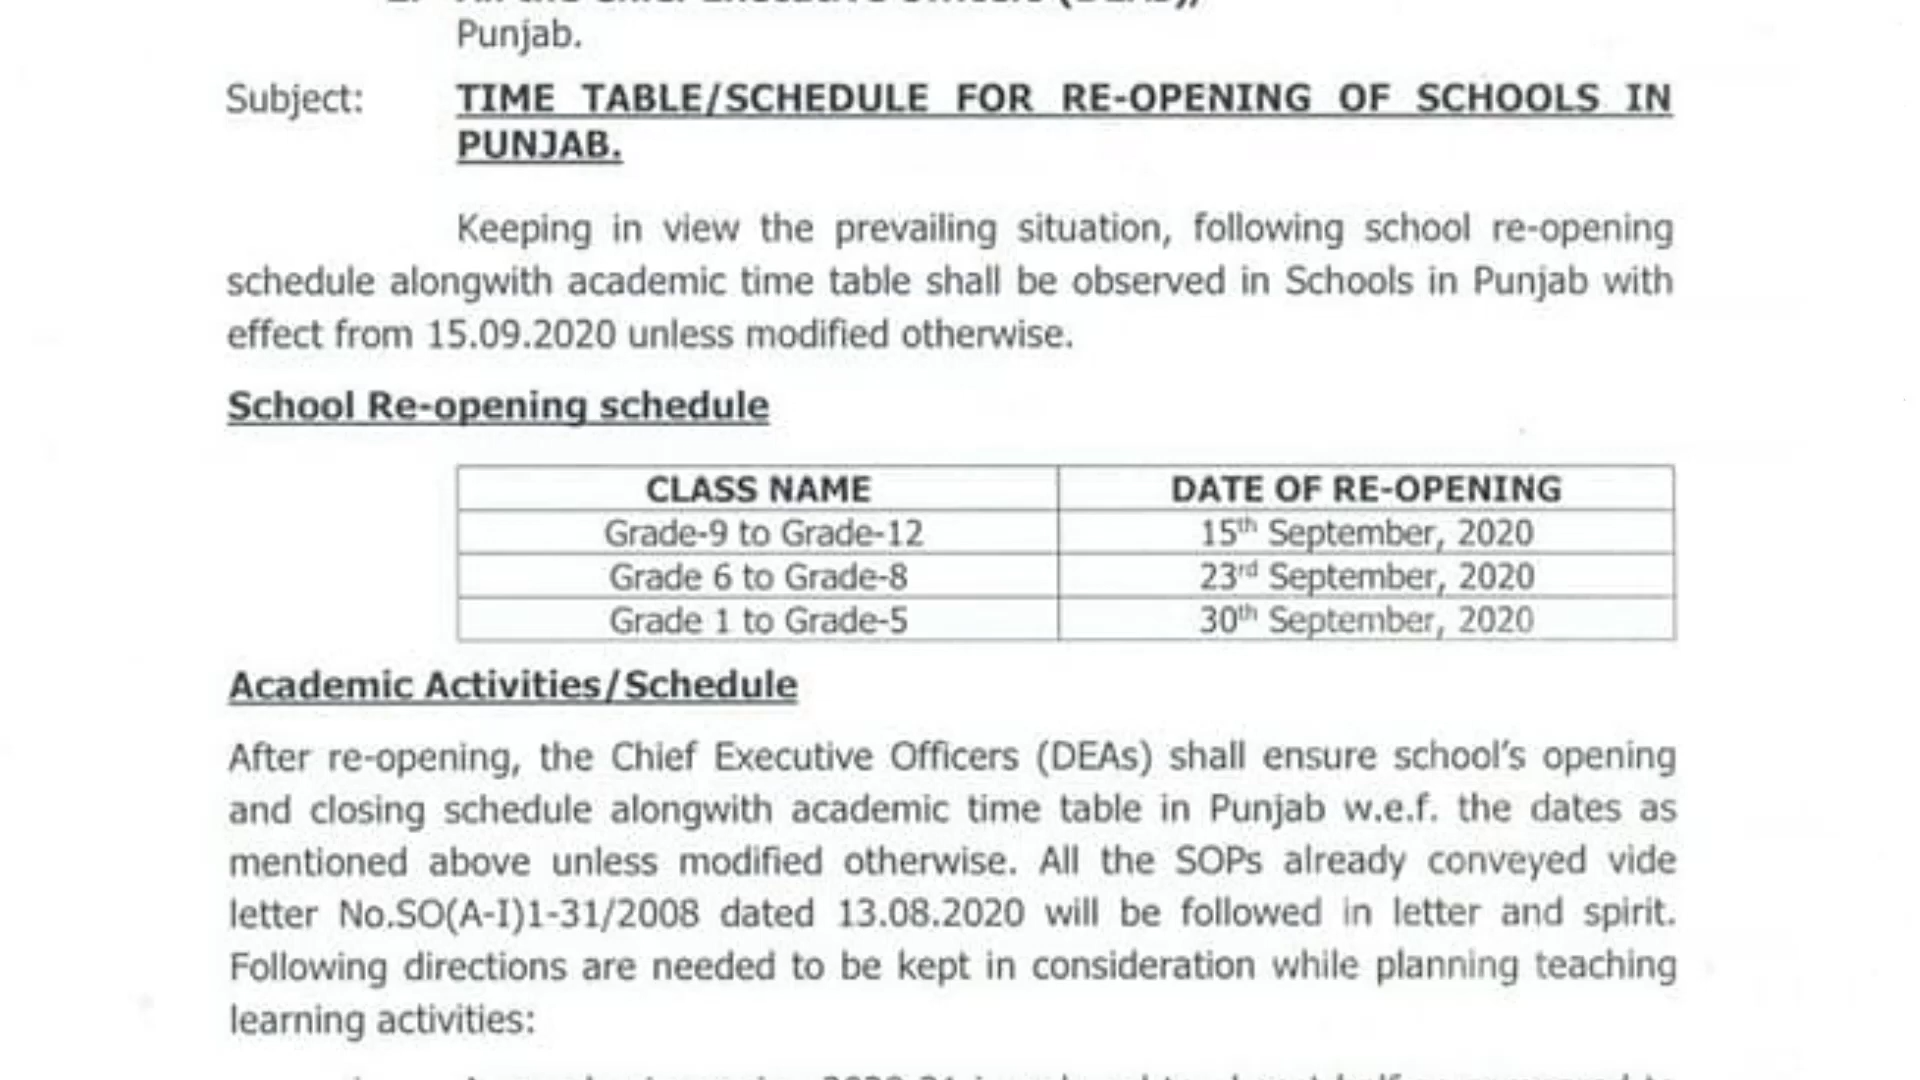 All the Chief Executive Officers (DEAs),
Punjab.
Subject: TIME TABLE/SCHEDULE FOR RE-OPENING OF SCHOOLS IN
PUNJAB.
Keeping in view the prevailing situation, following school re-opening
schedule alongwith academic time table shall be observed in Schools in Punjab with
effect from 15.09.2020 unless modified otherwise.
School Re-opening schedule
CLASS NAME DATE OF RE-OPENING
Grade-9 to Grade-12 15th September, 2020
Grade 6 to Grade-8 23rd September, 2020
Grade 1 to Grade-5 30th September, 2020
Academic Activities/Schedule
After re-opening, the Chief Executive Officers (DEAs) shall ensure school's opening
and closing schedule alongwith academic time table in Punjab w.e.f. the dates as
mentioned above unless modified otherwise. All the SOPs already conveyed vide
letter No.SO(A-I)1-31/2008 dated 13.08.2020 will be followed in letter and spirit.
Following directions are needed to be kept in consideration while planning teaching
learning activities: